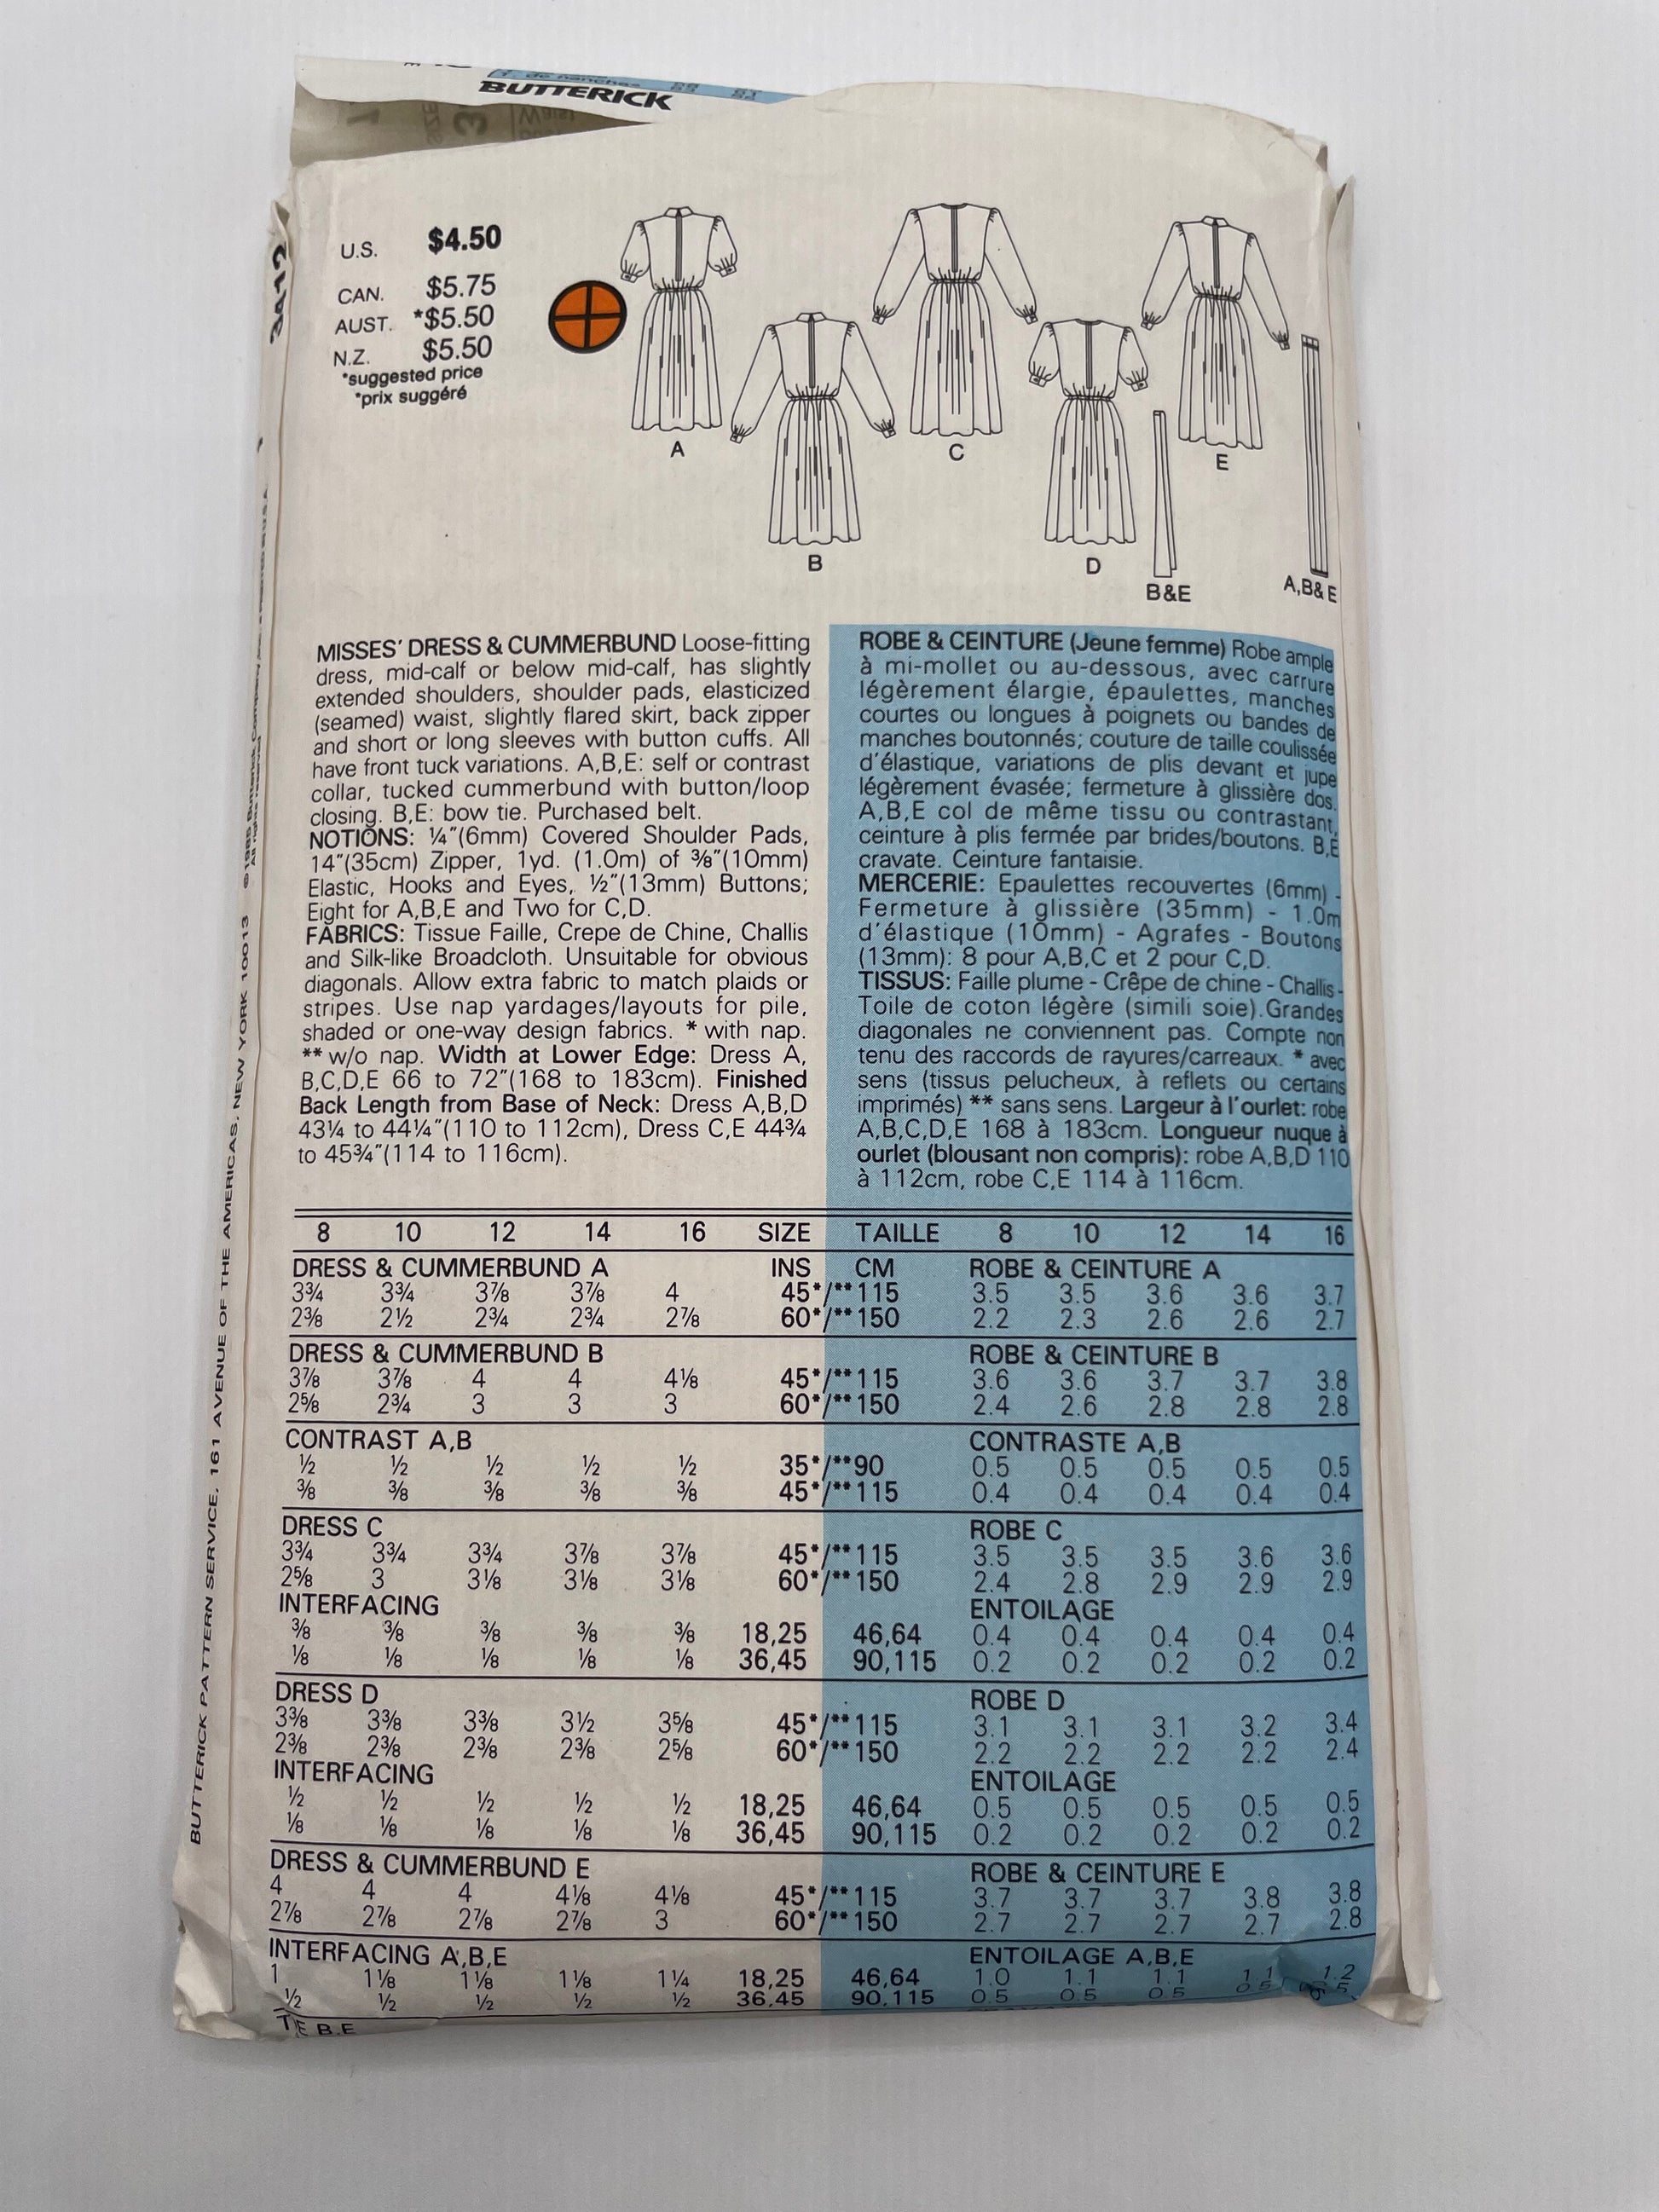 BUTTERICK
3412
U.S. $4.50
CAN. $5.75
AUST. *$5.50
N.Z. $5.50
*suggested price
*prix suggéré
A
B
C
D
E
B&E
A,B&E
MISSES' DRESS & CUMMERBUND Loose-fitting
dress, mid-calf or below mid-calf, has slightly
extended shoulders, shoulder pads, elasticized
(seamed) waist, slightly flared skirt, back zipper
and short or long sleeves with button cuffs. All
have front tuck variations. A,B,E: self or contrast
collar, tucked cummerbund with button/loop
closing. B,E: bow tie. Purchased belt.
NOTIONS: ¼"(6mm) Covered Shoulder Pads,
14"(35cm) Zipper, 1yd. (1.0m) of ⅜"(10mm)
Elastic, Hooks and Eyes, ½"(13mm) Buttons;
Eight for A,B,E and Two for C,D.
FABRICS: Tissue Faille, Crepe de Chine, Challis
and Silk-like Broadcloth. Unsuitable for obvious
diagonals. Allow extra fabric to match plaids or
stripes. Use nap yardages/layouts for pile,
shaded or one-way design fabrics. * with nap.
** w/o nap. Width at Lower Edge: Dress A,
B,C,D,E 66 to 72"(168 to 183cm). Finished
Back Length from Base of Neck: Dress A,B,D
43¼ to 44¼"(110 to 112cm), Dress C,E 44¾
to 45¾"(114 to 116cm).
ROBE & CEINTURE (Jeune femme) Robe ample
à mi-mollet ou au-dessous, avec carrure
légèrement élargie, épaulettes, manches
courtes ou longues à poignets ou bandes de
manches boutonnés; couture de taille coulissée
d'élastique, variations de plis devant et jupe
légèrement évasée; fermeture à glissière dos.
A,B,E col de même tissu ou contrastant,
ceinture à plis fermée par brides/boutons. B,E
cravate. Ceinture fantaisie.
MERCERIE: Epaulettes recouvertes (6mm) -
Fermeture à glissière (35mm) - 1.0m
d'élastique (10mm) - Agrafes - Boutons
(13mm): 8 pour A,B,C et 2 pour C,D.
TISSUS: Faille plume - Crêpe de chine - Challis -
Toile de coton légère (simili soie). Grandes
diagonales ne conviennent pas. Compte non
tenu des raccords de rayures/carreaux. * avec
sens (tissus pelucheux, à reflets ou certains
imprimés) ** sans sens. Largeur à l'ourlet: robe
A,B,C,D,E 168 à 183cm. Longueur nuque à
ourlet (blousant non compris): robe A,B,D 110
à 112cm, robe C,E 114 à 116cm.
8 10 12 14 16 SIZE TAILLE 8 10 12 14 16
DRESS & CUMMERBUND A INS CM ROBE & CEINTURE A
3¾ 3¾ 3⅞ 3⅞ 4 45*/**115 3.5 3.5 3.6 3.6 3.7
2⅜ 2½ 2¾ 2¾ 2⅞ 60*/**150 2.2 2.3 2.6 2.6 2.7
DRESS & CUMMERBUND B ROBE & CEINTURE B
3⅞ 3⅞ 4 4 4⅛ 45*/**115 3.6 3.6 3.7 3.7 3.8
2⅝ 2¾ 3 3 3 60*/**150 2.4 2.6 2.8 2.8 2.8
CONTRAST A,B CONTRASTE A,B
½ ½ ½ ½ ½ 35*/**90 0.5 0.5 0.5 0.5 0.5
⅜ ⅜ ⅜ ⅜ ⅜ 45*/**115 0.4 0.4 0.4 0.4 0.4
DRESS C ROBE C
3¾ 3¾ 3¾ 3⅞ 3⅞ 45*/**115 3.5 3.5 3.5 3.6 3.6
2⅝ 3 3⅛ 3⅛ 3⅛ 60*/**150 2.4 2.8 2.9 2.9 2.9
INTERFACING ENTOILAGE
⅜ ⅜ ⅜ ⅜ ⅜ 18,25 46,64 0.4 0.4 0.4 0.4 0.4
⅛ ⅛ ⅛ ⅛ ⅛ 36,45 90,115 0.2 0.2 0.2 0.2 0.2
DRESS D ROBE D
3⅜ 3⅜ 3⅜ 3½ 3⅝ 45*/**115 3.1 3.1 3.1 3.2 3.4
2⅜ 2⅜ 2⅜ 2⅜ 2⅝ 60*/**150 2.2 2.2 2.2 2.2 2.4
INTERFACING ENTOILAGE
½ ½ ½ ½ ½ 18,25 46,64 0.5 0.5 0.5 0.5 0.5
⅛ ⅛ ⅛ ⅛ ⅛ 36,45 90,115 0.2 0.2 0.2 0.2 0.2
DRESS & CUMMERBUND E ROBE & CEINTURE E
4 4 4 4⅛ 4⅛ 45*/**115 3.7 3.7 3.7 3.8 3.8
2⅞ 2⅞ 2⅞ 2⅞ 3 60*/**150 2.7 2.7 2.7 2.7 2.8
INTERFACING A,B,E ENTOILAGE A,B,E
1 1⅛ 1⅛ 1⅛ 1¼ 18,25 46,64 1.0 1.1 1.1 1.1 1.2
½ ½ ½ ½ ½ 36,45 90,115 0.5 0.5 0.5 0.5
TIE B,E
BUTTERICK PATTERN SERVICE, 161 AVENUE OF THE AMERICAS, NEW YORK 10013
All rights reserved